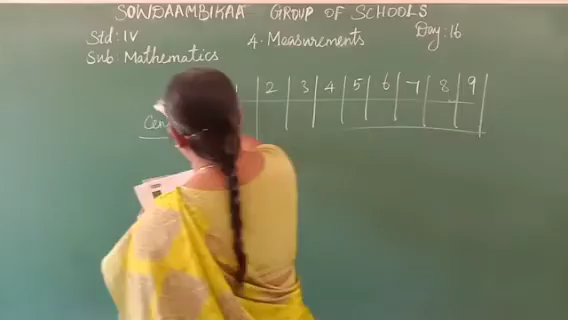 SOWDAAMBIKAA GROUP OF SCHOOLS
Std: IV
4. Measurements
Day: 16
Sub: Mathematics
2 3 4 5 6 7 8 9